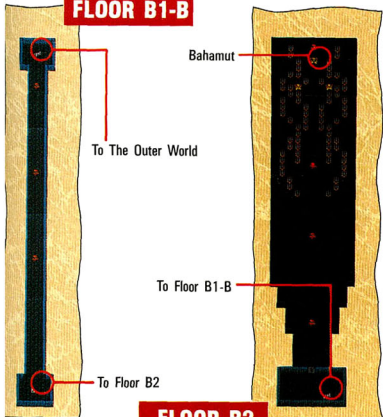 FLOOR B1-B
Bahamut
To The Outer World
To Floor B1-B
To Floor B2
FLOOR B2